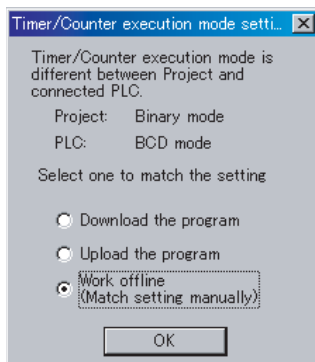 Timer/Counter execution mode setti...
Timer/Counter execution mode is
different between Project and
connected PLC.
Project: Binary mode
PLC: BCD mode
Select one to match the setting
Download the program
Upload the program
Work offline
(Match setting manually)
OK